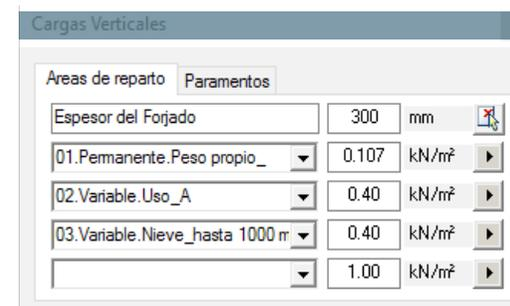 Cargas Verticales
Areas de reparto Paramentos
Espesor del Forjado 300 mm
01.Permanente.Peso propio_ 0.107 kN/m²
02.Variable.Uso_A 0.40 kN/m²
03.Variable.Nieve_hasta 1000 m 0.40 kN/m²
1.00 kN/m²